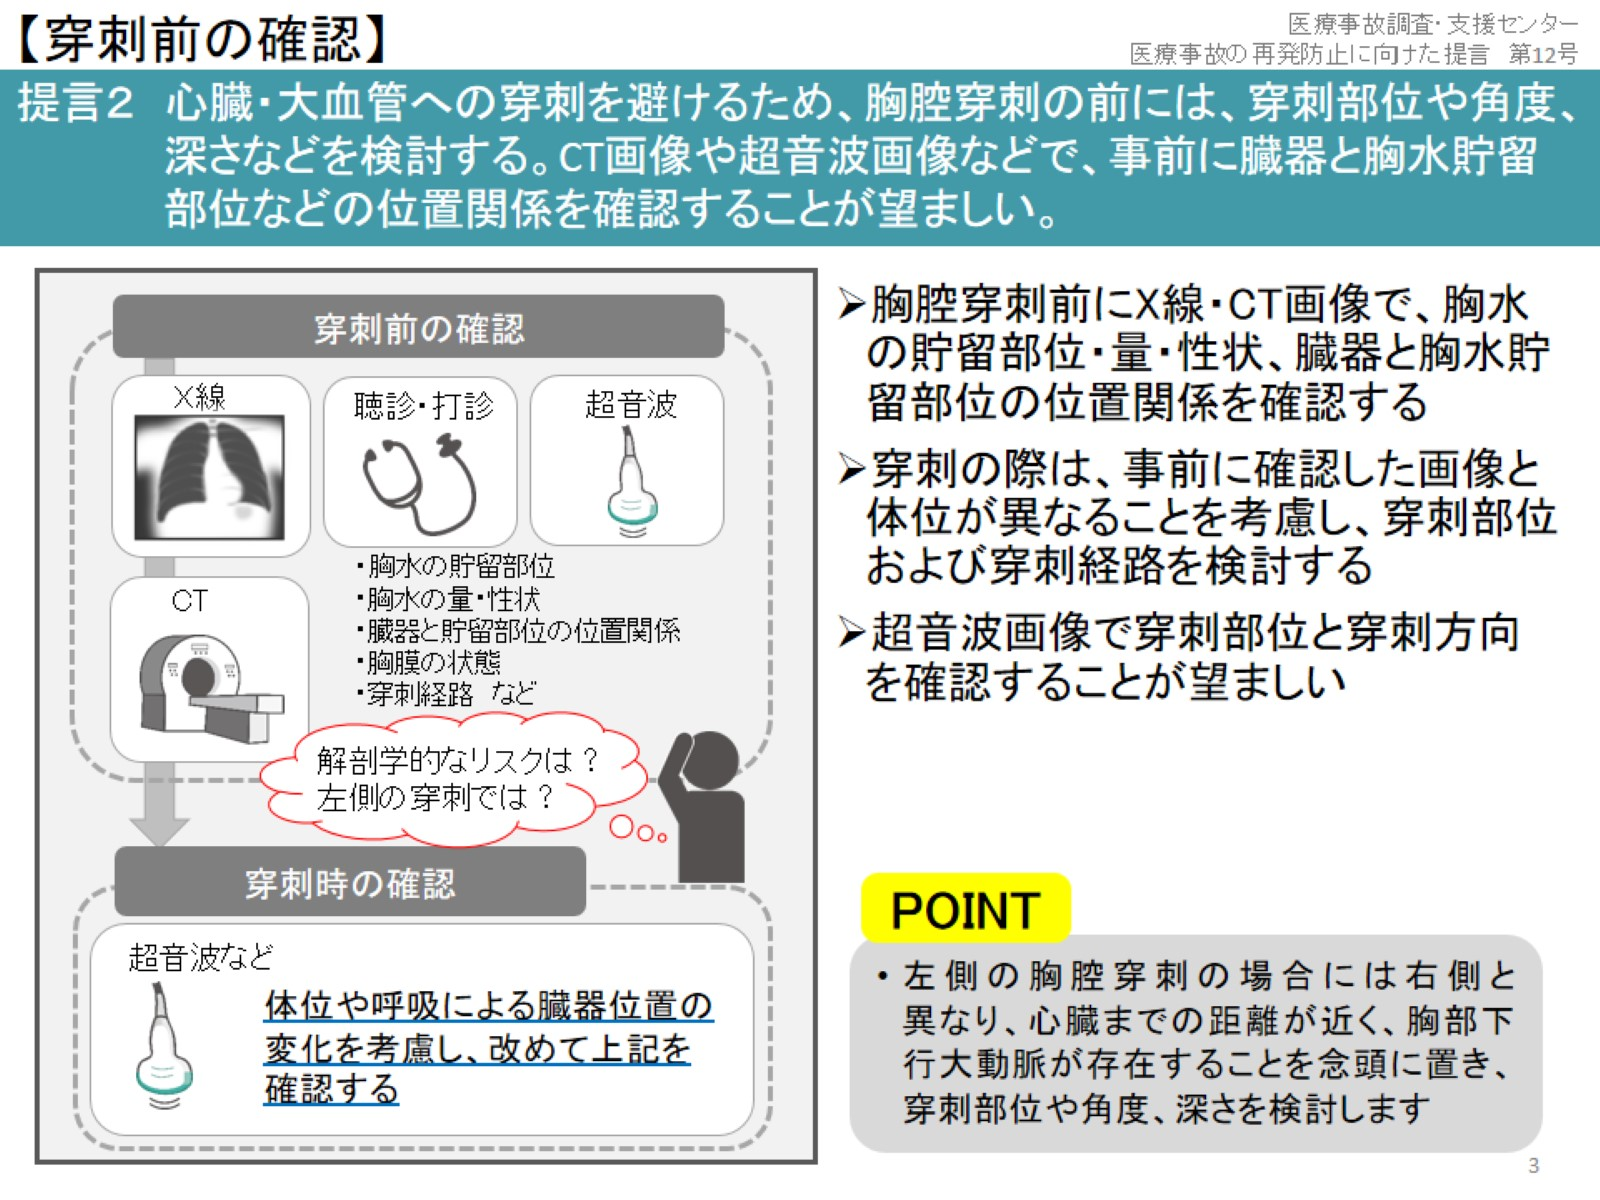 【穿刺前の確認】
医療事故調査・支援センター
医療事故の再発防止に向けた提言　第12号
提言２　心臓・大血管への穿刺を避けるため、胸腔穿刺の前には、穿刺部位や角度、
深さなどを検討する。CT画像や超音波画像などで、事前に臓器と胸水貯留
部位などの位置関係を確認することが望ましい。
穿刺前の確認
X線
聴診・打診
超音波
・胸水の貯留部位
・胸水の量・性状
・臓器と貯留部位の位置関係
・胸膜の状態
・穿刺経路　など
CT
解剖学的なリスクは？
左側の穿刺では？
穿刺時の確認
超音波など
体位や呼吸による臓器位置の
変化を考慮し、改めて上記を
確認する
➢胸腔穿刺前にX線・CT画像で、胸水
の貯留部位・量・性状、臓器と胸水貯
留部位の位置関係を確認する
➢穿刺の際は、事前に確認した画像と
体位が異なることを考慮し、穿刺部位
および穿刺経路を検討する
➢超音波画像で穿刺部位と穿刺方向
を確認することが望ましい
POINT
・左側の胸腔穿刺の場合には右側と
異なり、心臓までの距離が近く、胸部下
行大動脈が存在することを念頭に置き、
穿刺部位や角度、深さを検討します
3